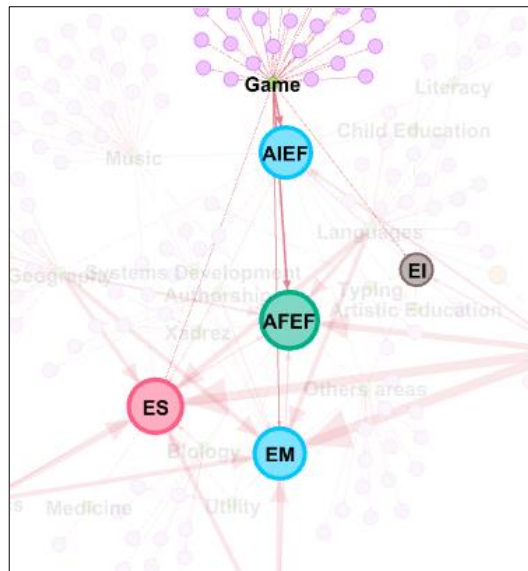 Game
Literacy
AIEF
Child Education
Music
Languages
EI
Geography
Systems Development
Authorship
Typing
Artistic Education
AFEF
Xadrez
Others areas
ES
Biology
EM
Medicine
Utility